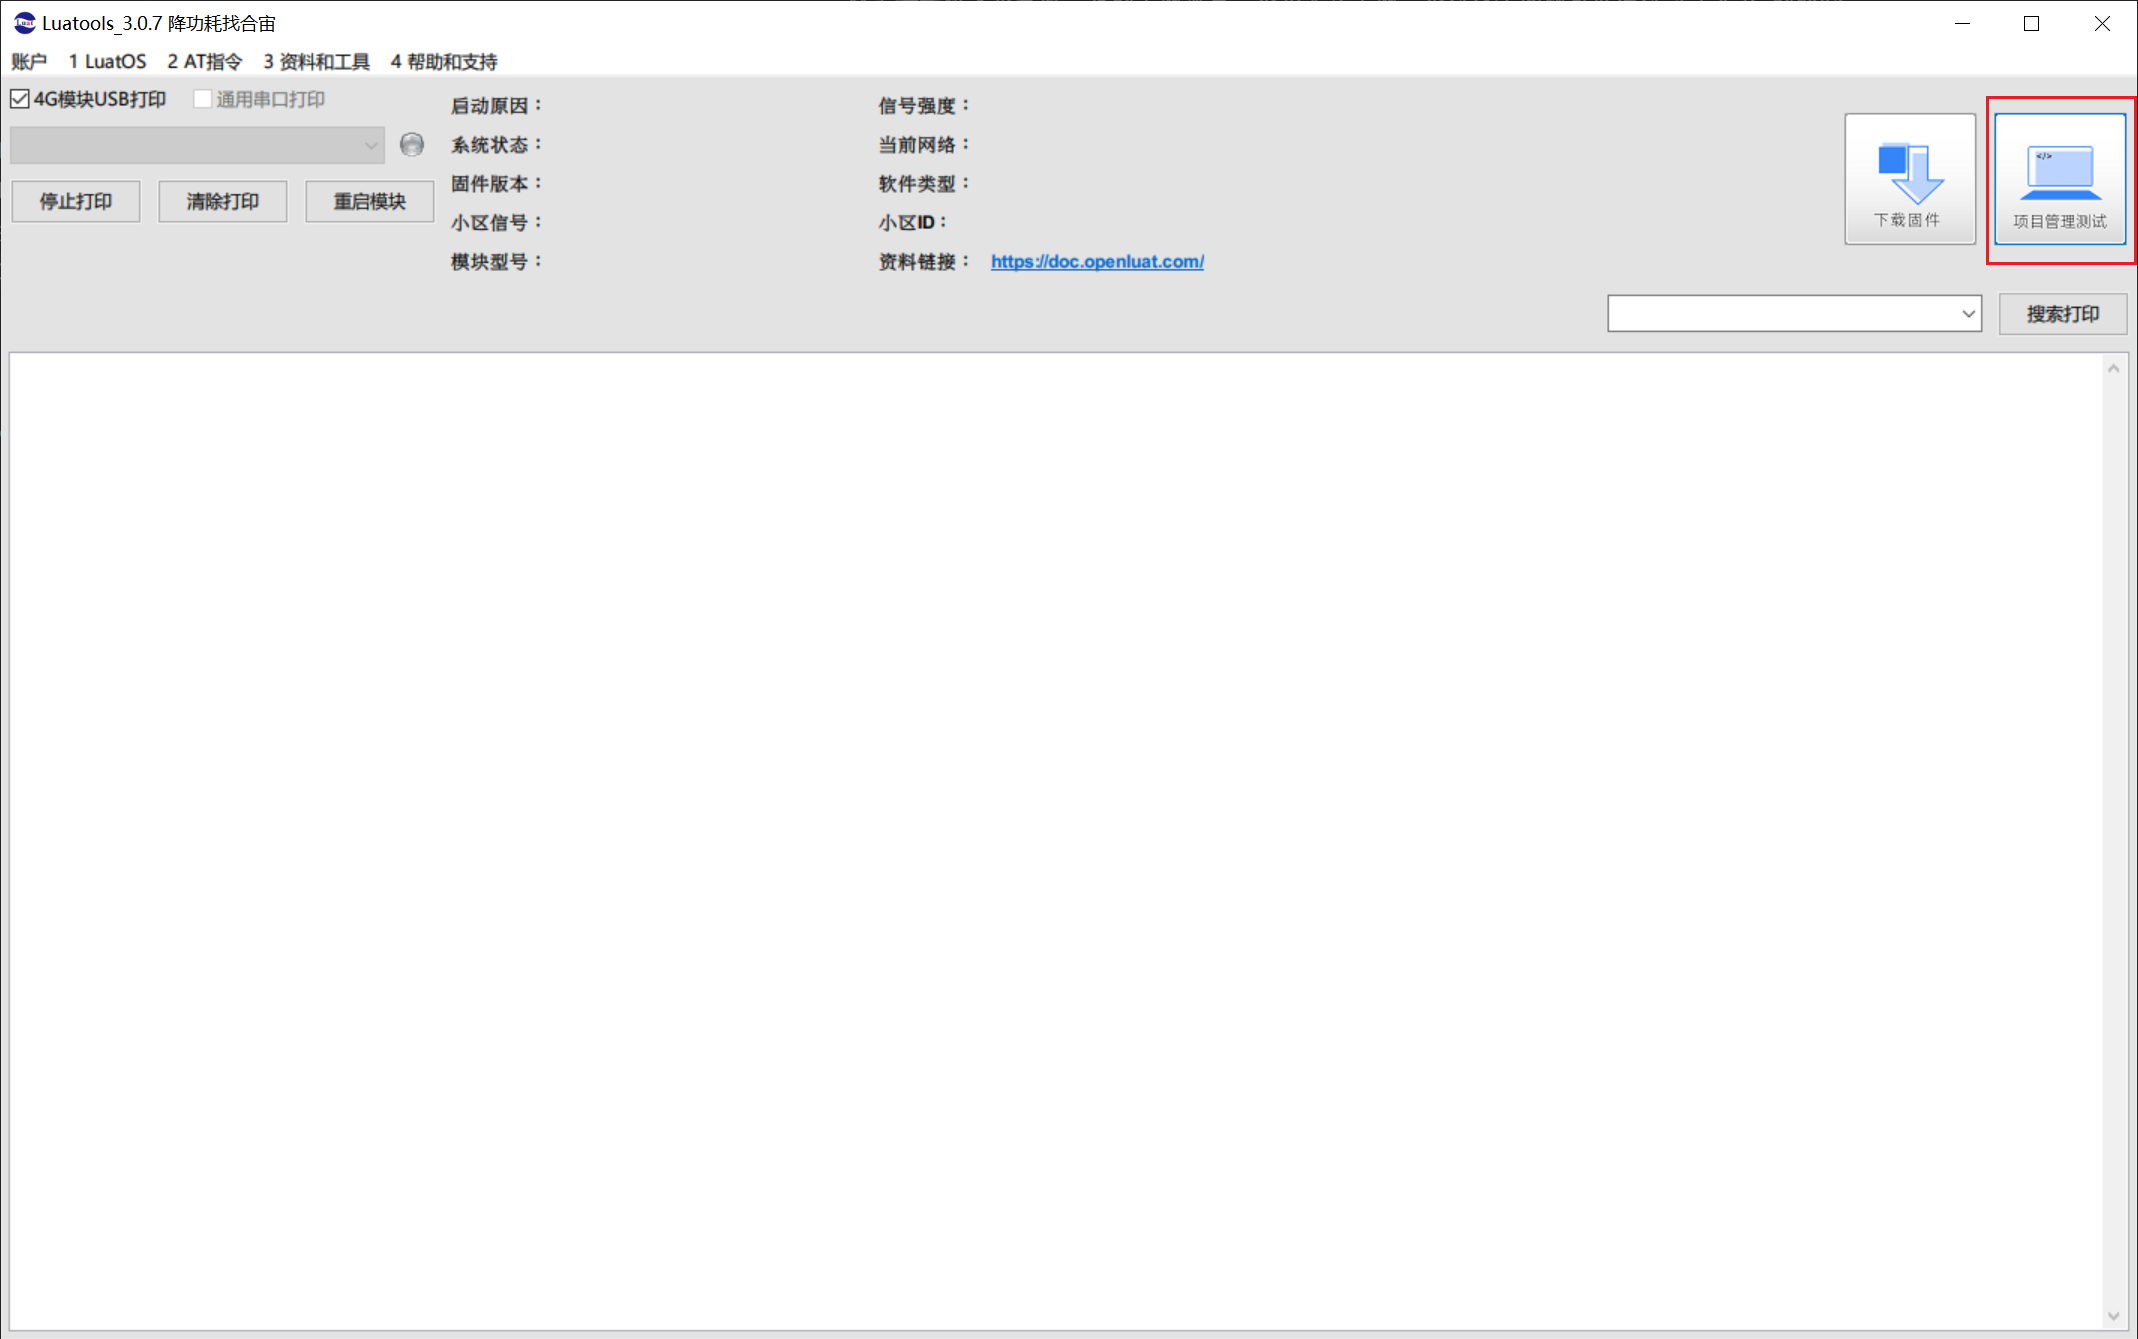 Luatools_3.0.7 降功耗找合宙
账户 1 LuatOS 2 AT指令 3 资料和工具 4 帮助和支持
4G模块USB打印 通用串口打印
停止打印 清除打印 重启模块
启动原因：
系统状态：
固件版本：
小区信号：
模块型号：
信号强度：
当前网络：
软件类型：
小区ID：
资料链接： https://doc.openluat.com/
下载固件
</>
项目管理测试
搜索打印